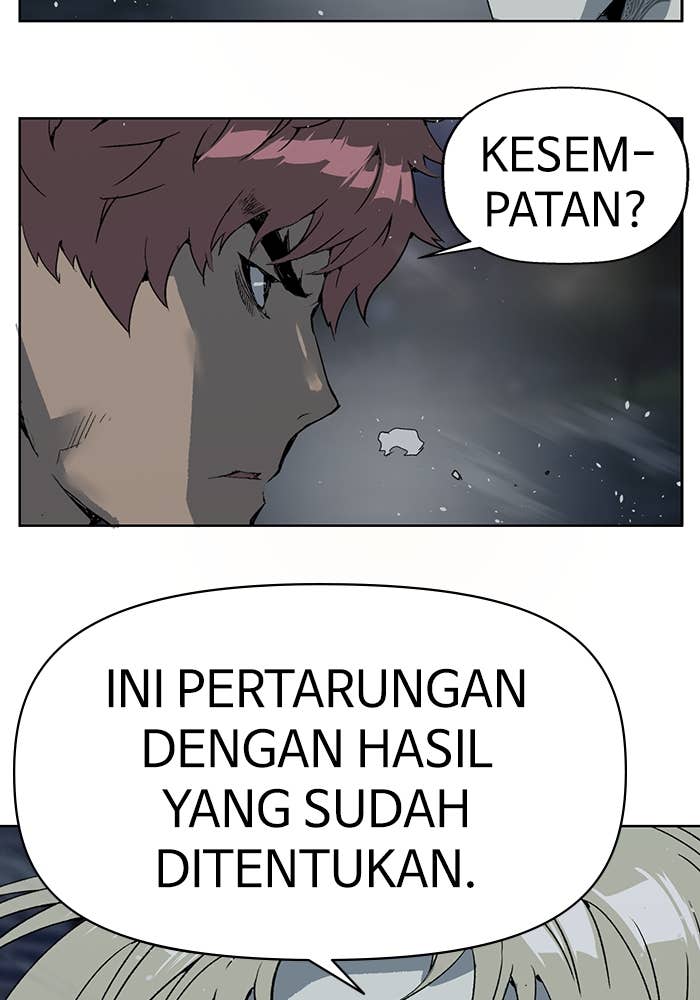 KESEM-
PATAN?
INI PERTARUNGAN
DENGAN HASIL
YANG SUDAH
DITENTUKAN.